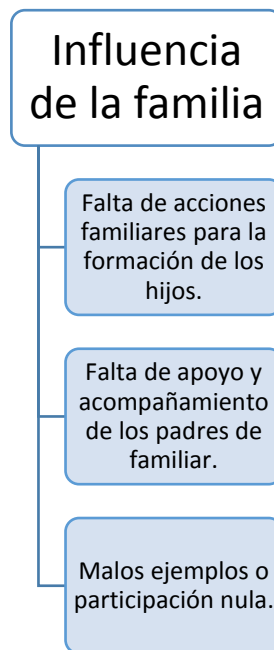 Influencia
de la familia
Falta de acciones
familiares para la
formación de los
hijos.
Falta de apoyo y
acompañamiento
de los padres de
familiar.
Malos ejemplos o
participación nula.